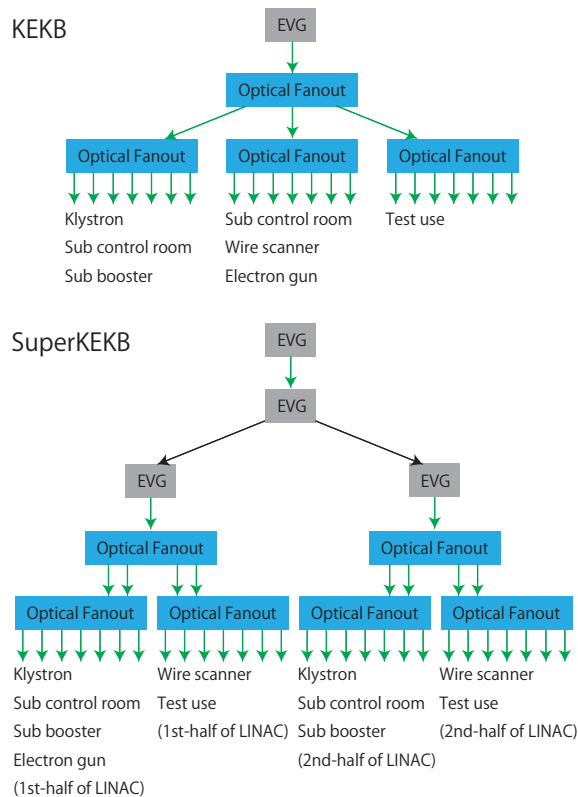 KEKB
EVG
Optical Fanout
Optical Fanout
Optical Fanout
Optical Fanout
Klystron
Sub control room
Sub booster
Sub control room
Wire scanner
Electron gun
Test use
SuperKEKB
EVG
EVG
EVG
EVG
Optical Fanout
Optical Fanout
Optical Fanout
Optical Fanout
Optical Fanout
Optical Fanout
Klystron
Sub control room
Sub booster
Electron gun
(1st-half of LINAC)
Wire scanner
Test use
(1st-half of LINAC)
Klystron
Sub control room
Sub booster
(2nd-half of LINAC)
Wire scanner
Test use
(2nd-half of LINAC)